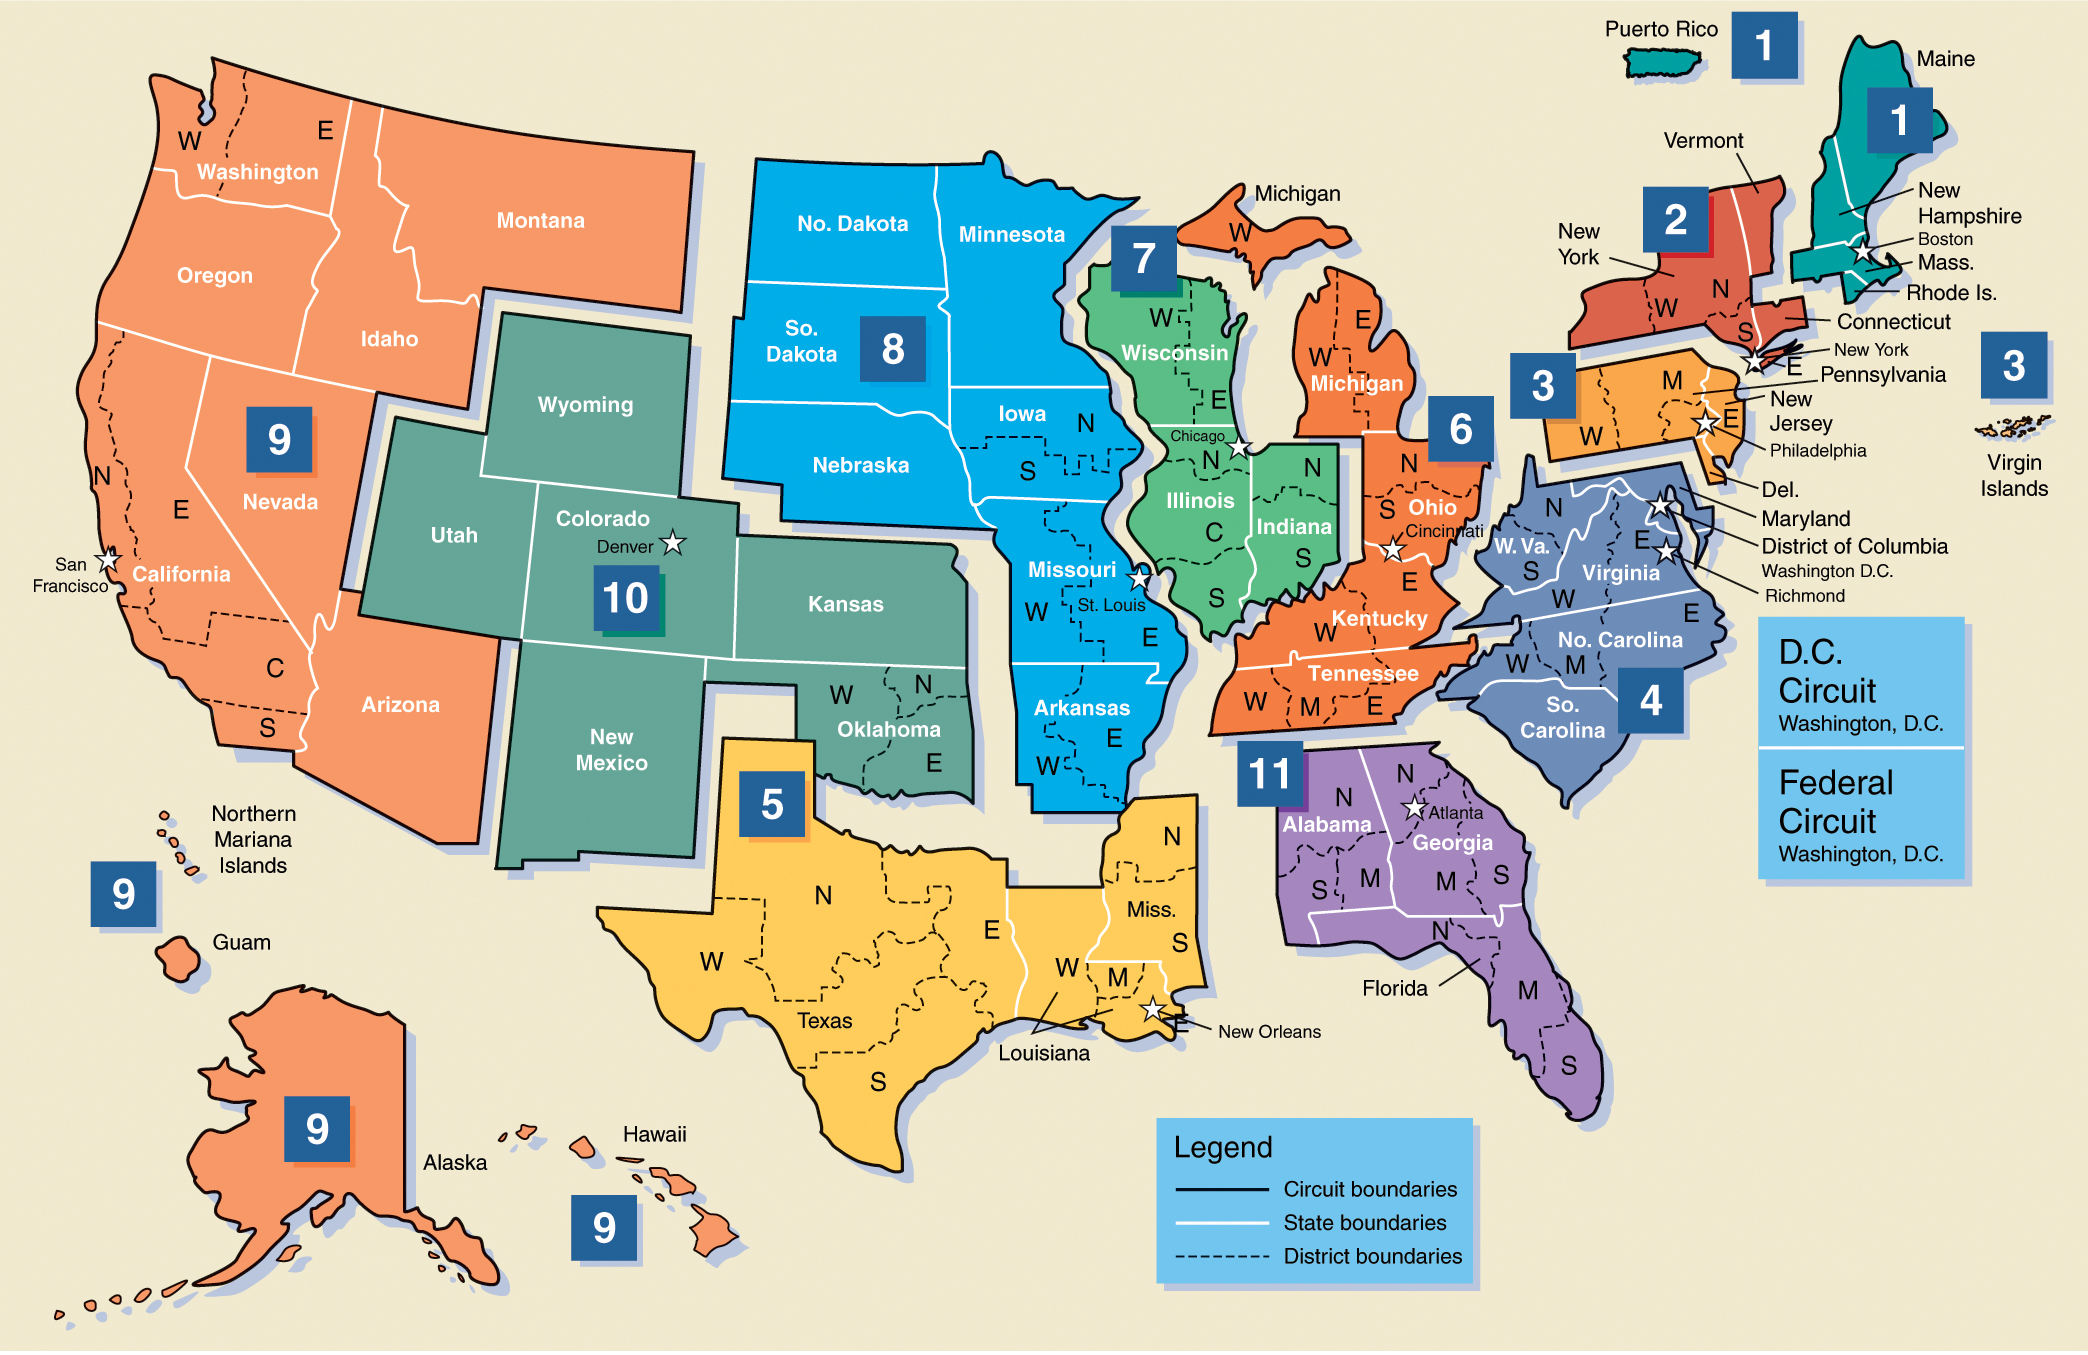 Puerto Rico
1
Maine
1
Vermont
New
Hampshire
Boston
Mass.
Rhode Is.
2
New
York
N
W
S
E
Connecticut
New York
3
M
W
E
Pennsylvania
New
Jersey
Philadelphia
Del.
3
Virgin
Islands
W
E
Washington
Montana
Oregon
Idaho
9
Nevada
N
E
San
Francisco
California
C
S
Arizona
Wyoming
Utah
Colorado
Denver
10
Kansas
New
Mexico
W
N
Oklahoma
E
No. Dakota
Minnesota
So.
Dakota
8
Nebraska
Iowa
N
S
Missouri
St. Louis
W
E
Arkansas
E
W
7
W
Wisconsin
E
Chicago
N
Illinois
C
S
N
Indiana
S
Michigan
W
E
W
Michigan
6
N
S
Ohio
Cincinnati
E
Kentucky
W
Tennessee
W
M
E
N
W. Va.
S
E
Virginia
W
Maryland
District of Columbia
Washington D.C.
Richmond
E
No. Carolina
W
M
So.
Carolina
4
D.C.
Circuit
Washington, D.C.
Federal
Circuit
Washington, D.C.
5
N
W
E
Texas
S
N
Miss.
S
W
M
E
Louisiana
New Orleans
11
N
Alabama
S
M
N
Atlanta
Georgia
M
S
N
Florida
M
S
Northern
Mariana
Islands
9
Guam
9
Alaska
Hawaii
9
Legend
Circuit boundaries
State boundaries
District boundaries